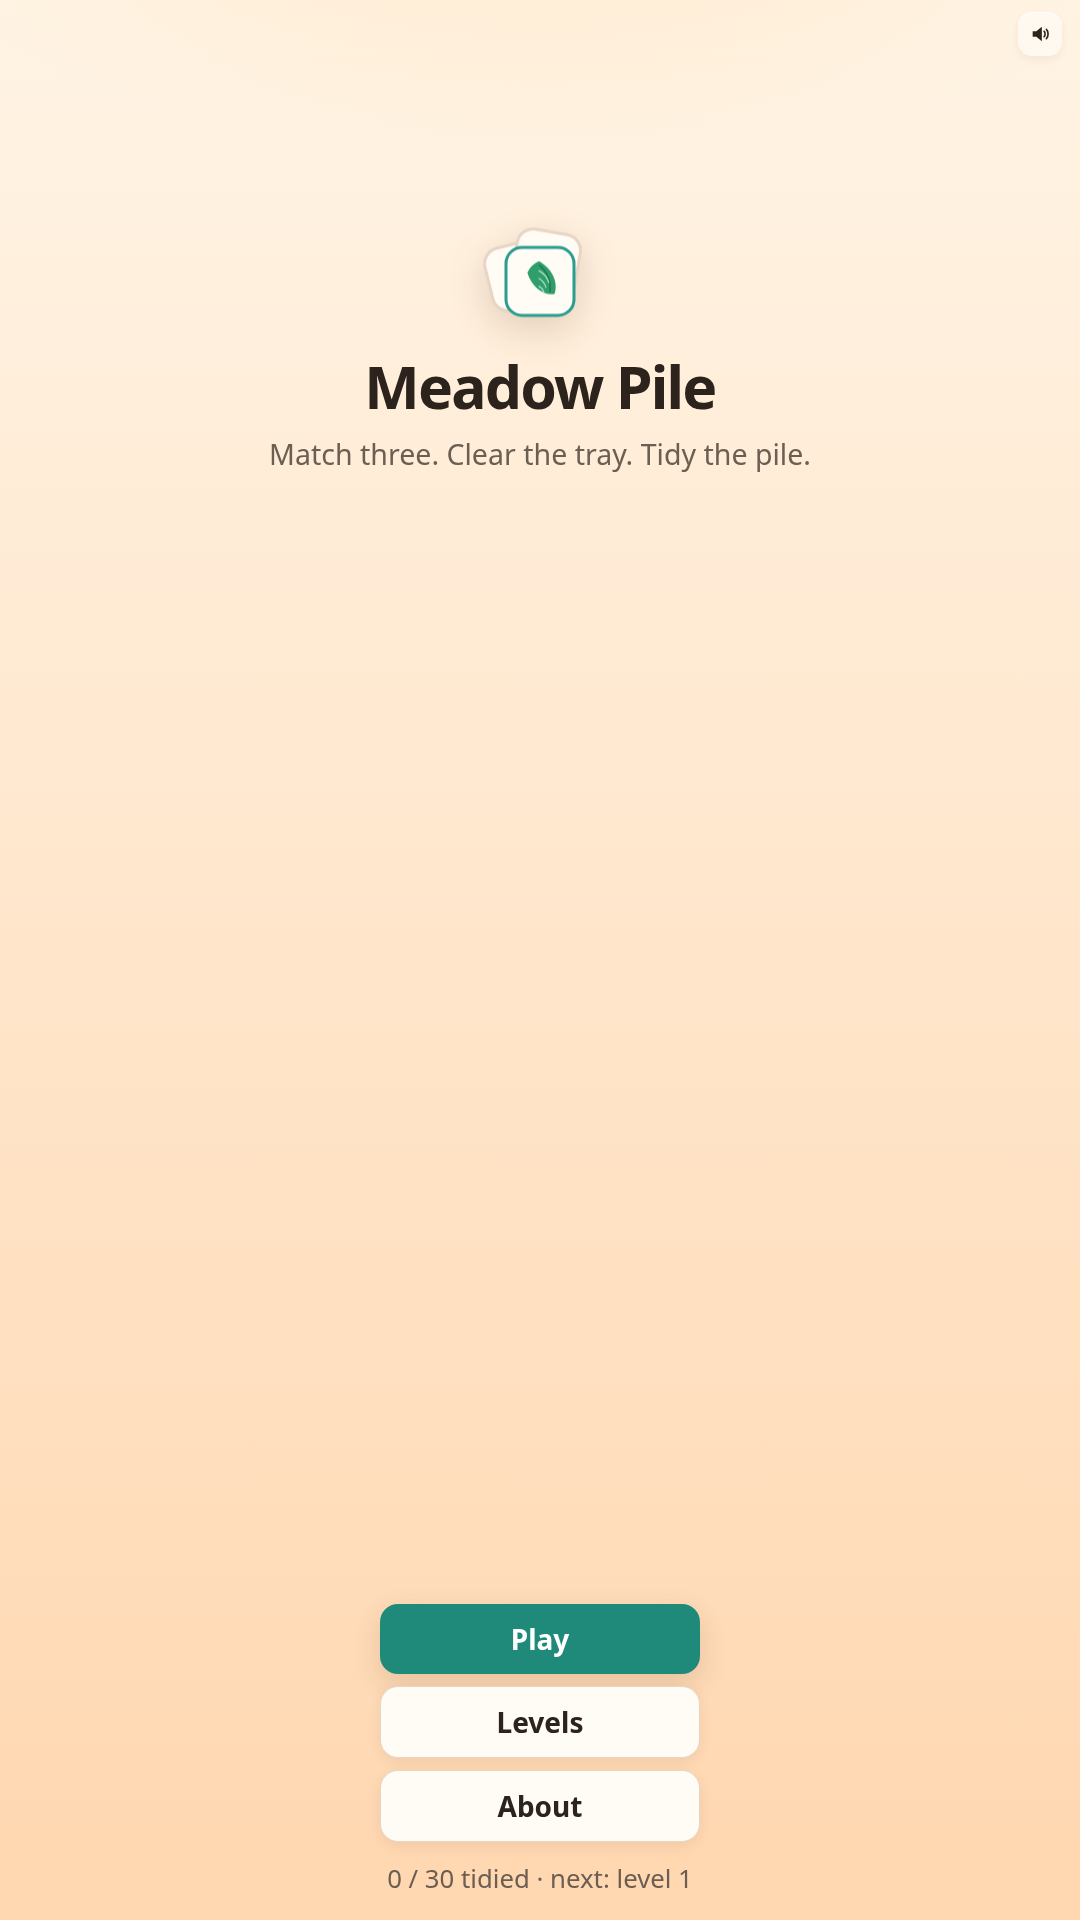 Meadow Pile
Match three. Clear the tray. Tidy the pile.
Play
Levels
About
0 / 30 tidied · next: level 1